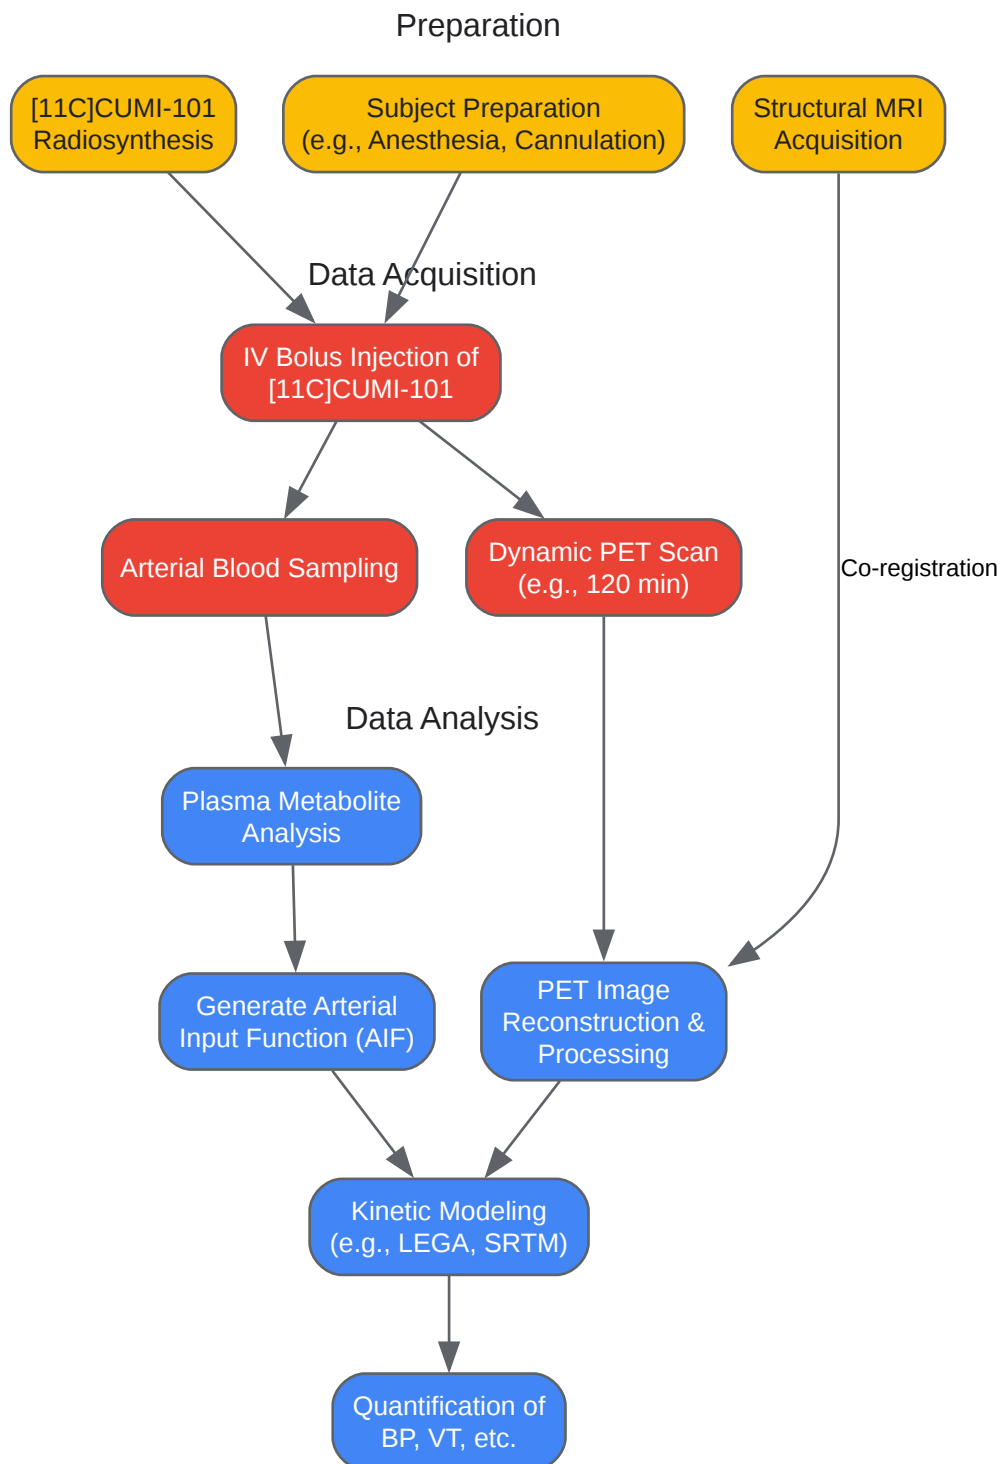 Preparation
[11C]CUMI-101
Radiosynthesis
Subject Preparation
(e.g., Anesthesia, Cannulation)
Structural MRI
Acquisition
Data Acquisition
IV Bolus Injection of
[11C]CUMI-101
Arterial Blood Sampling
Dynamic PET Scan
(e.g., 120 min)
Co-registration
Data Analysis
Plasma Metabolite
Analysis
Generate Arterial
Input Function (AIF)
PET Image
Reconstruction &
Processing
Kinetic Modeling
(e.g., LEGA, SRTM)
Quantification of
BP, VT, etc.